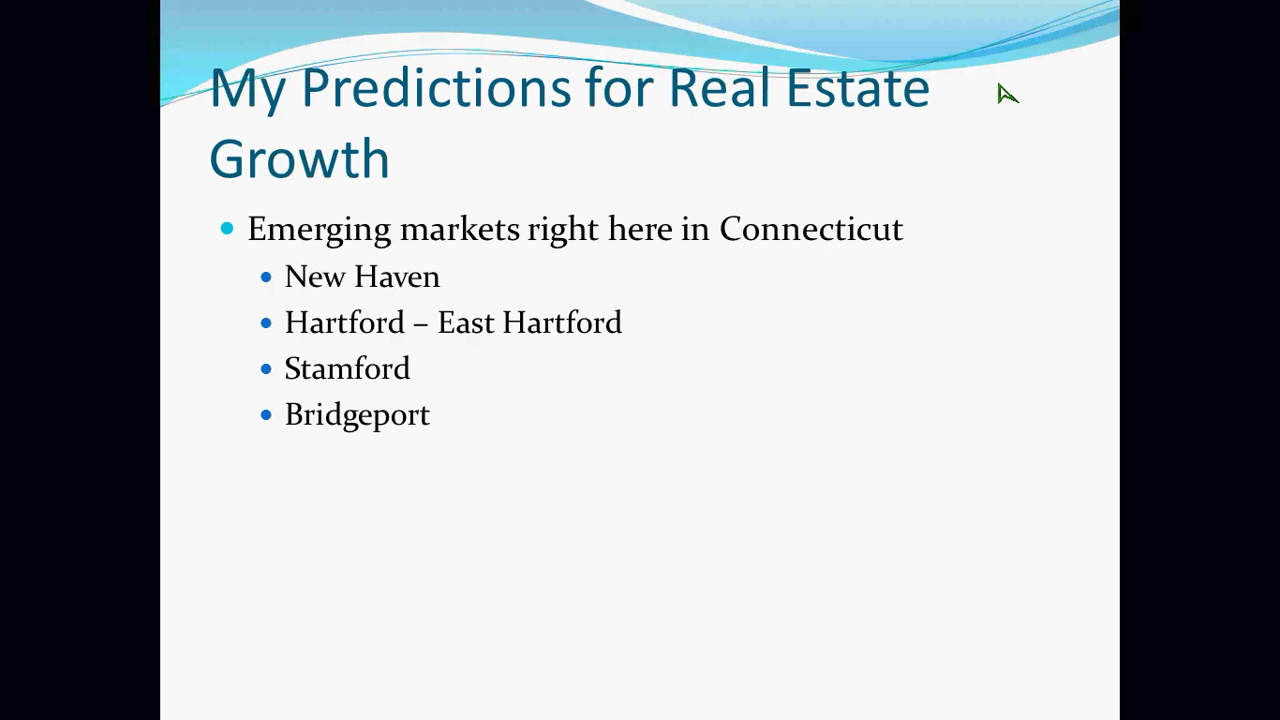 My Predictions for Real Estate
Growth
Emerging markets right here in Connecticut
New Haven
Hartford – East Hartford
Stamford
Bridgeport